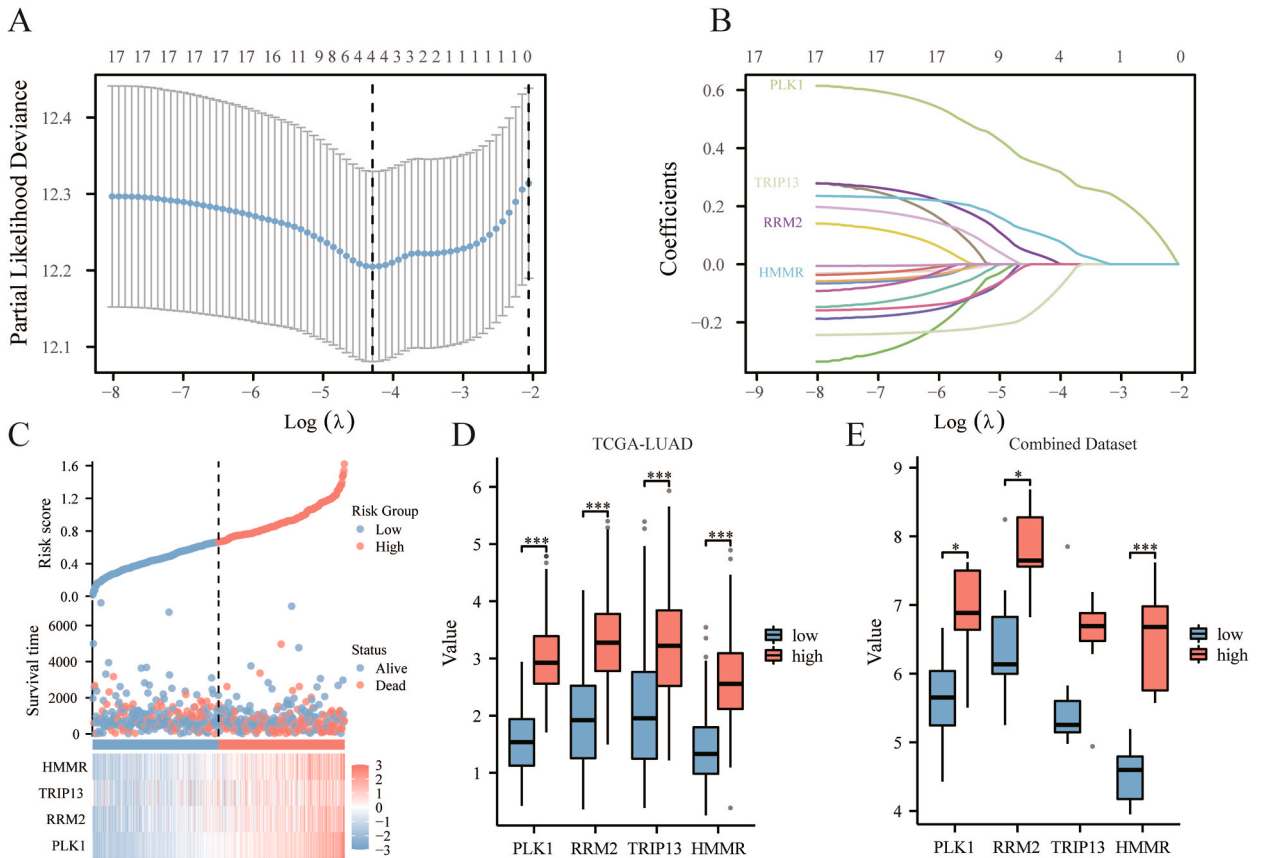 A
17 17 17 17 17 17 16 11 9 8 6 4 4 4 3 3 2 2 1 1 1 1 1 1 0
Partial Likelihood Deviance
12.4
12.3
12.2
12.1
−8 −7 −6 −5 −4 −3 −2
Log (λ)
B
17 17 17 17 9 4 1 0
Coefficients
0.6
0.4
0.2
0.0
−0.2
PLK1
TRIP13
RRM2
HMMR
−9 −8 −7 −6 −5 −4 −3 −2
Log (λ)
C
Risk score
1.6
1.2
0.8
0.4
0.0
Risk Group
Low
High
Survival time
6000
4000
2000
0
Status
Alive
Dead
HMMR
TRIP13
RRM2
PLK1
3
2
1
0
−1
−2
−3
D
TCGA-LUAD
Value
6
5
4
3
2
1
***
***
***
***
low
high
PLK1 RRM2 TRIP13 HMMR
E
Combined Dataset
Value
9
8
7
6
5
4
*
*
***
low
high
PLK1 RRM2 TRIP13 HMMR